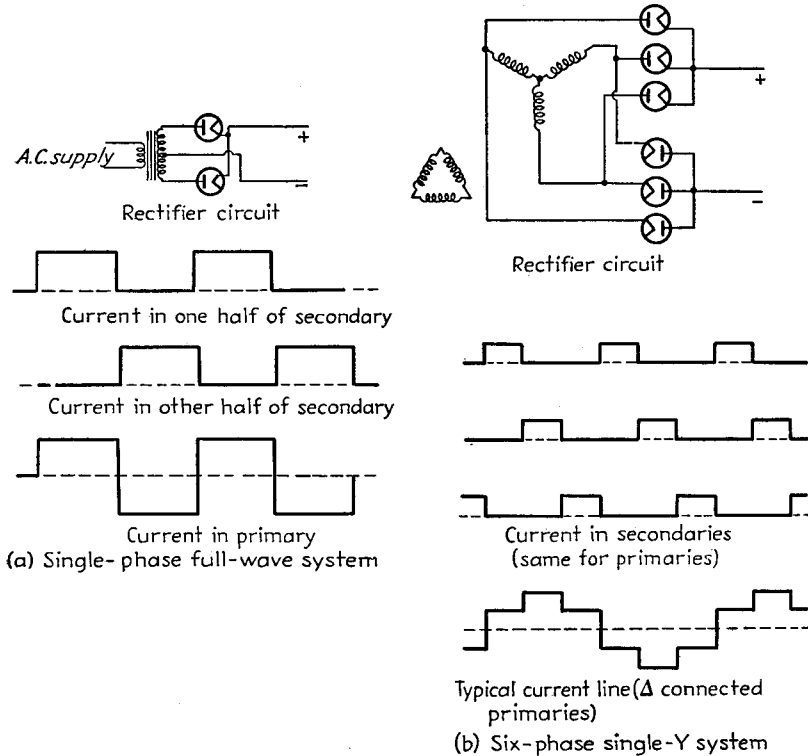 A.C. supply
+
−
Rectifier circuit
Current in one half of secondary
Current in other half of secondary
Current in primary
(a) Single-phase full-wave system
+
−
Rectifier circuit
Current in secondaries
(same for primaries)
Typical current line (Δ connected
primaries)
(b) Six-phase single-Y system